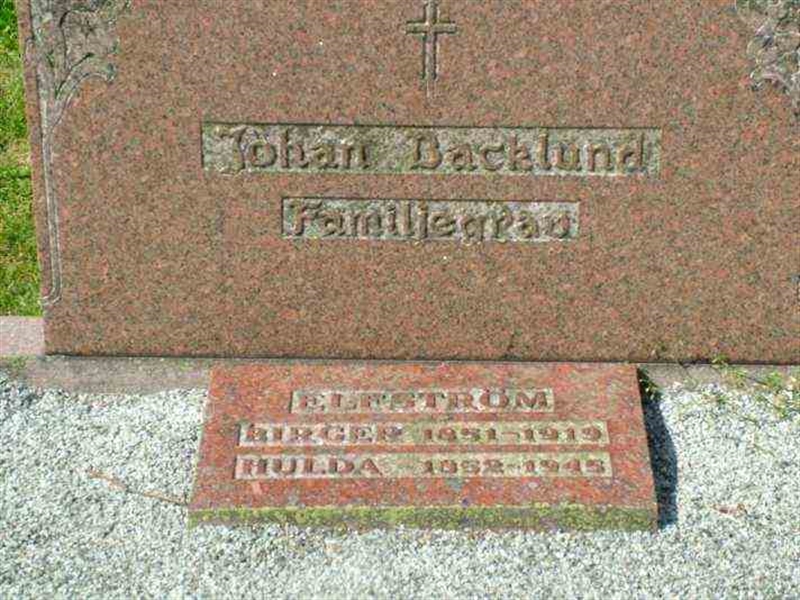 Johan Backlund
Familjegrav
ELFSTRÖM
BIRGER 1851-1919
HULDA 1852-1945